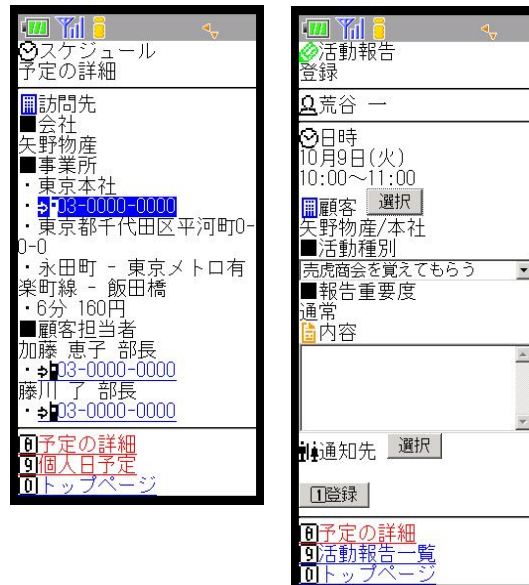 スケジュール
予定の詳細
訪問先
■会社
矢野物産
■事業所
・東京本社
・03-0000-0000
・東京都千代田区平河町0-
0-0
・永田町 - 東京メトロ有
楽町線 - 飯田橋
・6分 160円
■顧客担当者
加藤 恵子 部長
・03-0000-0000
藤川 了 部長
・03-0000-0000
8予定の詳細
9個人日予定
0トップページ
活動報告
登録
荒谷 一
日時
10月9日(火)
10:00～11:00
顧客 選択
矢野物産/本社
■活動種別
売虎商会を覚えてもらう
■報告重要度
通常
内容
通知先 選択
1登録
8予定の詳細
9活動報告一覧
0トップページ